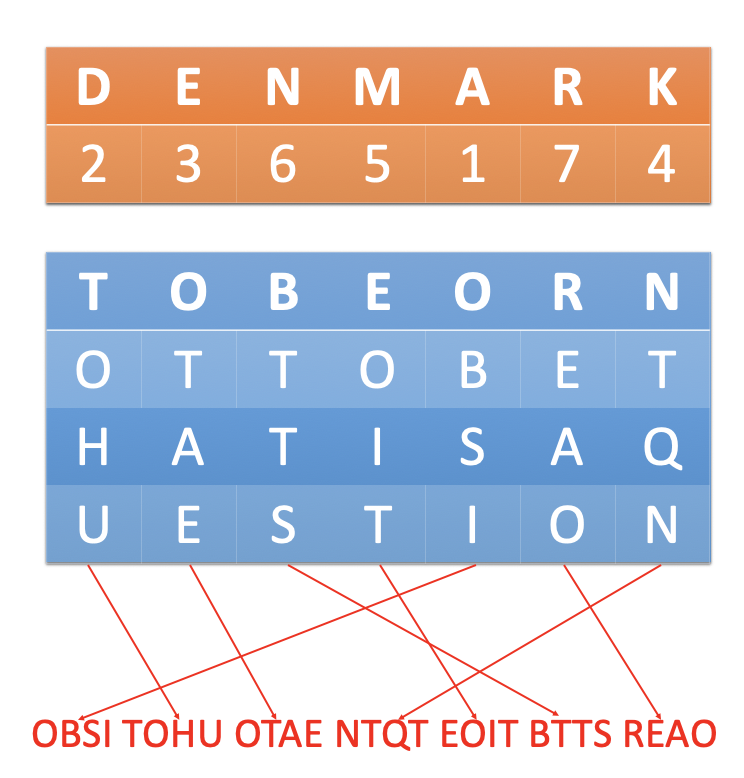 D E N M A R K
2 3 6 5 1 7 4
T O B E O R N
O T T O B E T
H A T I S A Q
U E S T I O N
OBSI TOHU OTAE NTQT EOIT BTTS REAO